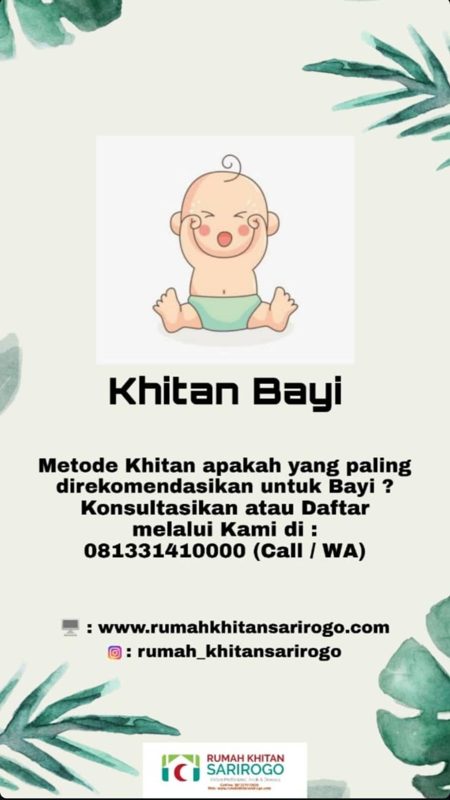 Khitan Bayi
Metode Khitan apakah yang paling
direkomendasikan untuk Bayi ?
Konsultasikan atau Daftar
melalui Kami di :
081331410000 (Call / WA)
: www.rumahkhitansarirogo.com
: rumah_khitansarirogo
RUMAH KHITAN
SARIROGO